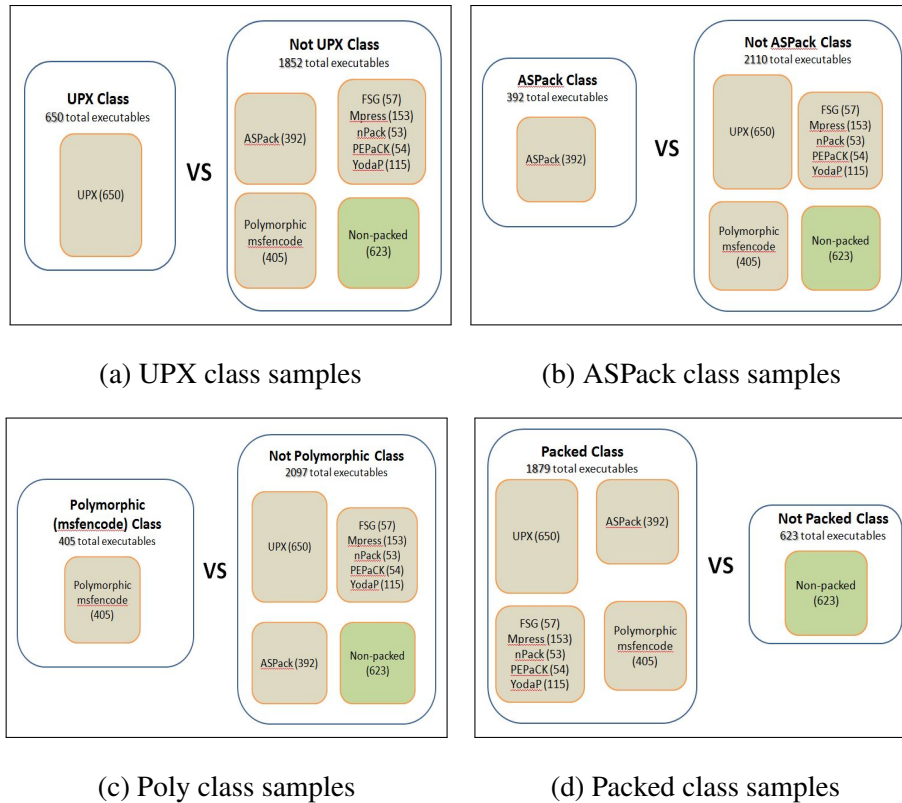 UPX Class
650 total executables
UPX (650)
VS
Not UPX Class
1852 total executables
ASPack (392)
FSG (57)
Mpress (153)
nPack (53)
PEPaCK (54)
YodaP (115)
Polymorphic
msfencode
(405)
Non-packed
(623)
(a) UPX class samples
ASPack Class
392 total executables
ASPack (392)
VS
Not ASPack Class
2110 total executables
UPX (650)
FSG (57)
Mpress (153)
nPack (53)
PEPaCK (54)
YodaP (115)
Polymorphic
msfencode
(405)
Non-packed
(623)
(b) ASPack class samples
Polymorphic
(msfencode) Class
405 total executables
Polymorphic
msfencode
(405)
VS
Not Polymorphic Class
2097 total executables
UPX (650)
FSG (57)
Mpress (153)
nPack (53)
PEPaCK (54)
YodaP (115)
ASPack (392)
Non-packed
(623)
(c) Poly class samples
Packed Class
1879 total executables
UPX (650)
ASPack (392)
FSG (57)
Mpress (153)
nPack (53)
PEPaCK (54)
YodaP (115)
Polymorphic
msfencode
(405)
VS
Not Packed Class
623 total executables
Non-packed
(623)
(d) Packed class samples